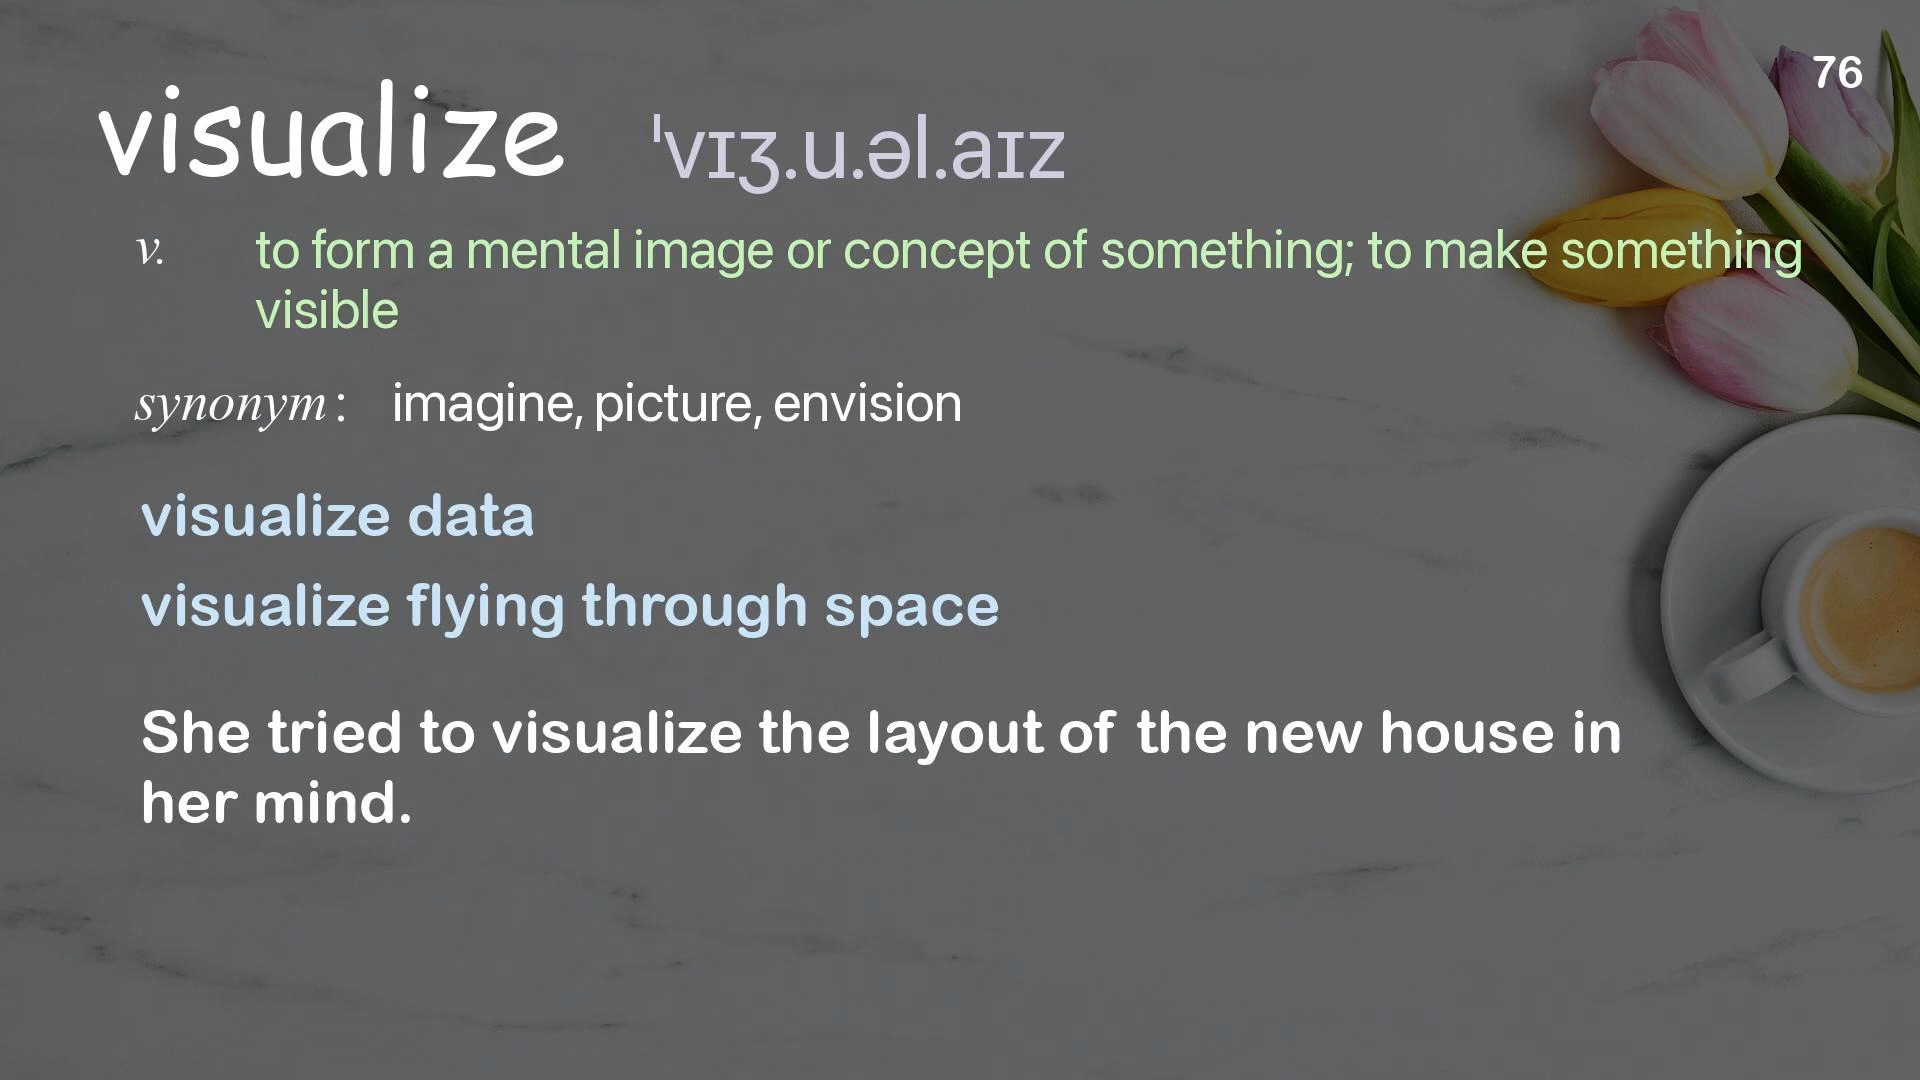 76
visualize ˈvɪʒ.u.əl.aɪz
v. to form a mental image or concept of something; to make something
visible
synonym : imagine, picture, envision
visualize data
visualize flying through space
She tried to visualize the layout of the new house in
her mind.